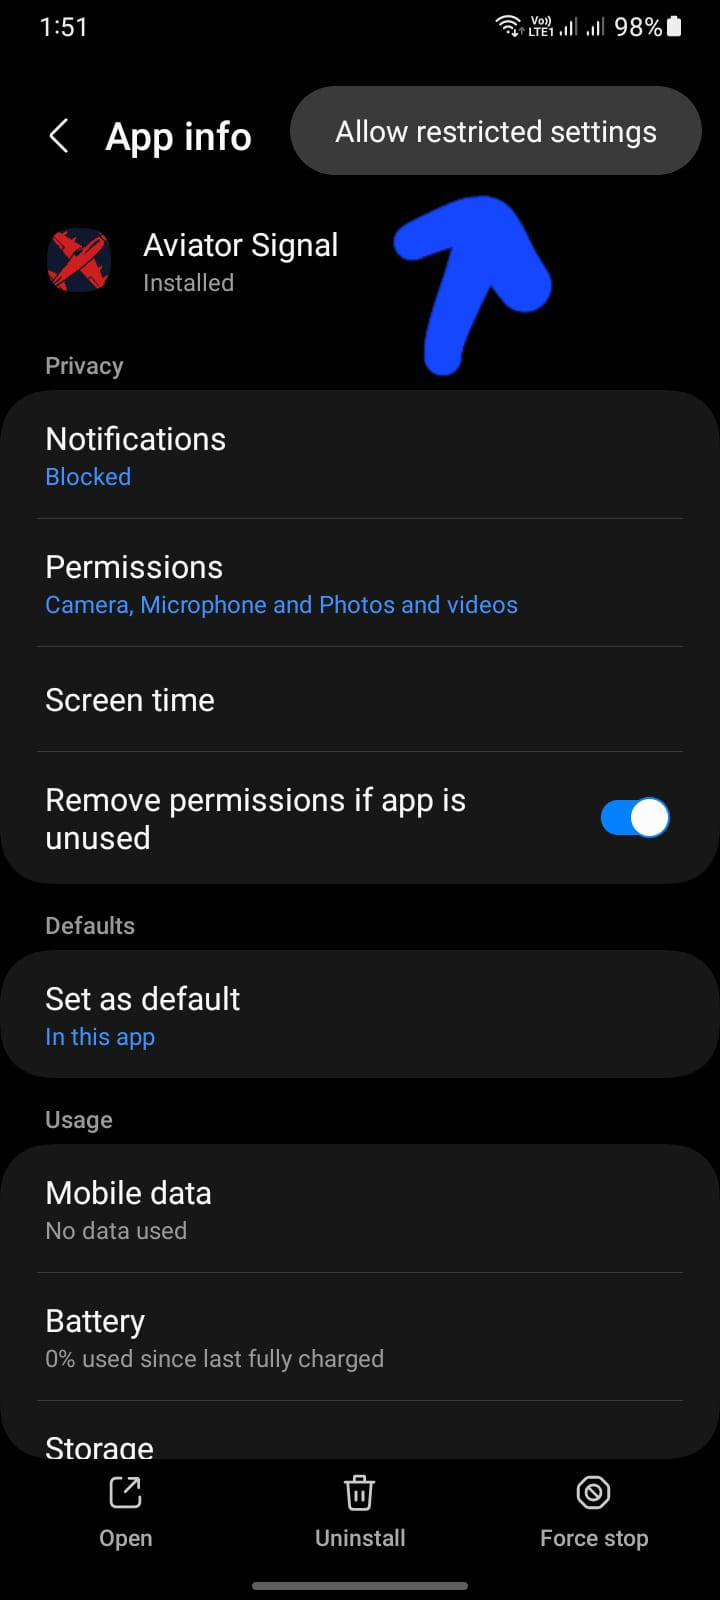 1:51
Vo)) LTE1 98%
App info
Allow restricted settings
Aviator Signal
Installed
Privacy
Notifications
Blocked
Permissions
Camera, Microphone and Photos and videos
Screen time
Remove permissions if app is
unused
Defaults
Set as default
In this app
Usage
Mobile data
No data used
Battery
0% used since last fully charged
Storage
Open
Uninstall
Force stop